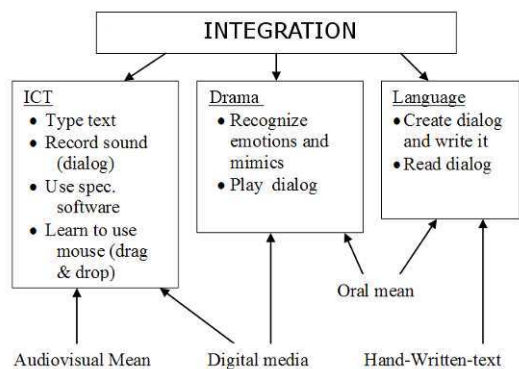 INTEGRATION
ICT
• Type text
• Record sound
(dialog)
• Use spec.
software
• Learn to use
mouse (drag
& drop)
Drama
• Recognize
emotions and
mimics
• Play dialog
Language
• Create dialog
and write it
• Read dialog
Oral mean
Audiovisual Mean
Digital media
Hand-Written-text